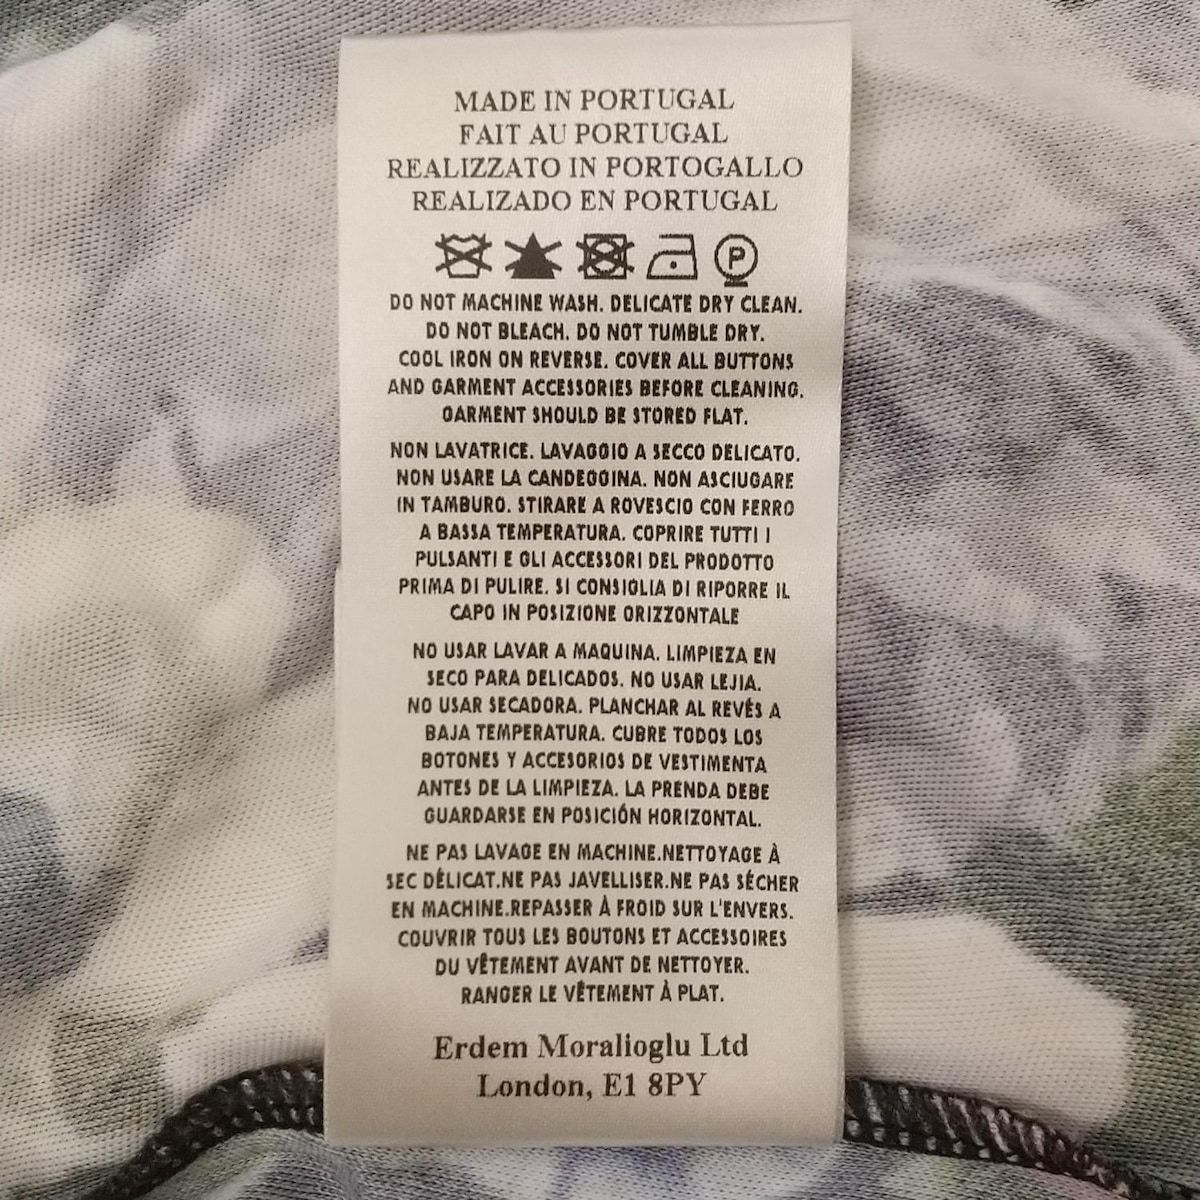 MADE IN PORTUGAL
FAIT AU PORTUGAL
REALIZZATO IN PORTOGALLO
REALIZADO EN PORTUGAL
P
DO NOT MACHINE WASH. DELICATE DRY CLEAN.
DO NOT BLEACH. DO NOT TUMBLE DRY.
COOL IRON ON REVERSE. COVER ALL BUTTONS
AND GARMENT ACCESSORIES BEFORE CLEANING.
GARMENT SHOULD BE STORED FLAT.
NON LAVATRICE. LAVAGGIO A SECCO DELICATO.
NON USARE LA CANDEGGINA. NON ASCIUGARE
IN TAMBURO. STIRARE A ROVESCIO CON FERRO
A BASSA TEMPERATURA. COPRIRE TUTTI I
PULSANTI E GLI ACCESSORI DEL PRODOTTO
PRIMA DI PULIRE. SI CONSIGLIA DI RIPORRE IL
CAPO IN POSIZIONE ORIZZONTALE
NO USAR LAVAR A MAQUINA. LIMPIEZA EN
SECO PARA DELICADOS. NO USAR LEJIA.
NO USAR SECADORA. PLANCHAR AL REVÉS A
BAJA TEMPERATURA. CUBRE TODOS LOS
BOTONES Y ACCESORIOS DE VESTIMENTA
ANTES DE LA LIMPIEZA. LA PRENDA DEBE
GUARDARSE EN POSICIÓN HORIZONTAL.
NE PAS LAVAGE EN MACHINE.NETTOYAGE À
SEC DÉLICAT.NE PAS JAVELLISER.NE PAS SÉCHER
EN MACHINE.REPASSER À FROID SUR L'ENVERS.
COUVRIR TOUS LES BOUTONS ET ACCESSOIRES
DU VÊTEMENT AVANT DE NETTOYER.
RANGER LE VÊTEMENT À PLAT.
Erdem Moralioglu Ltd
London, E1 8PY